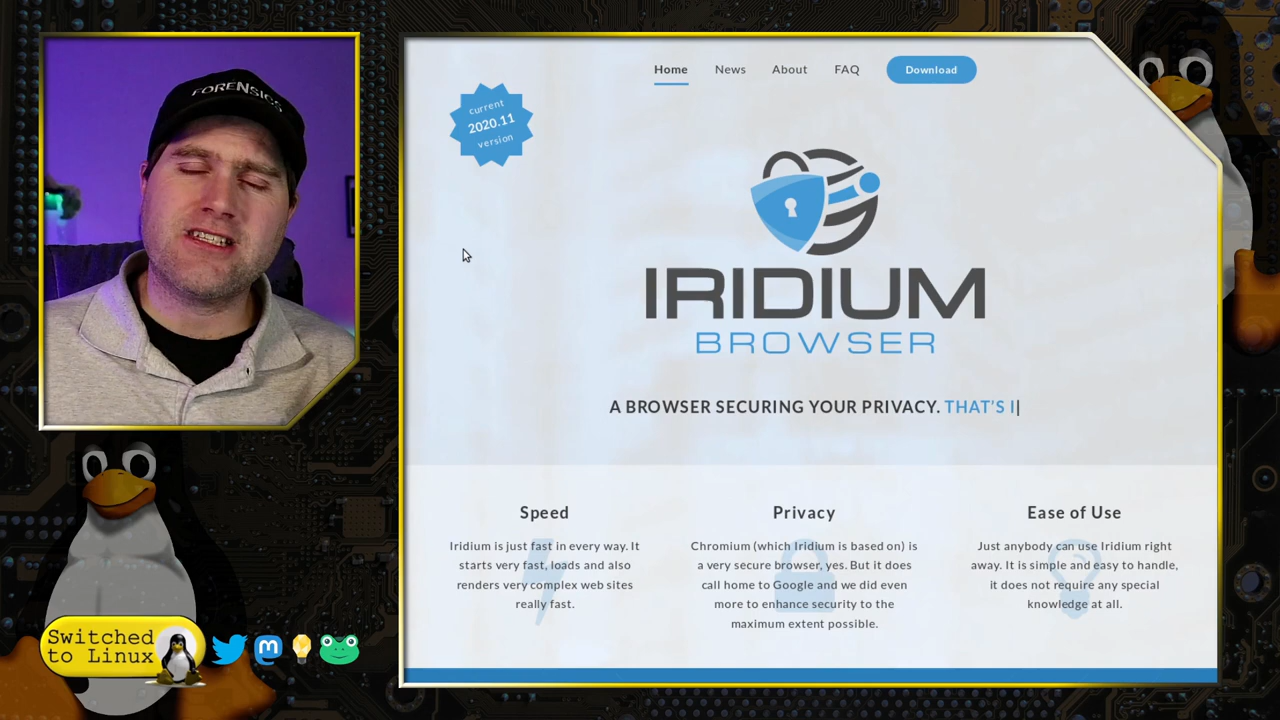 FORENSICS
Home News About FAQ Download
current
2020.11
version
IRIDIUM
BROWSER
A BROWSER SECURING YOUR PRIVACY. THAT'S I|
Speed
Iridium is just fast in every way. It
starts very fast, loads and also
renders very complex web sites
really fast.
Privacy
Chromium (which Iridium is based on) is
a very secure browser, yes. But it does
call home to Google and we did even
more to enhance security to the
maximum extent possible.
Ease of Use
Just anybody can use Iridium right
away. It is simple and easy to handle,
it does not require any special
knowledge at all.
Switched
to Linux